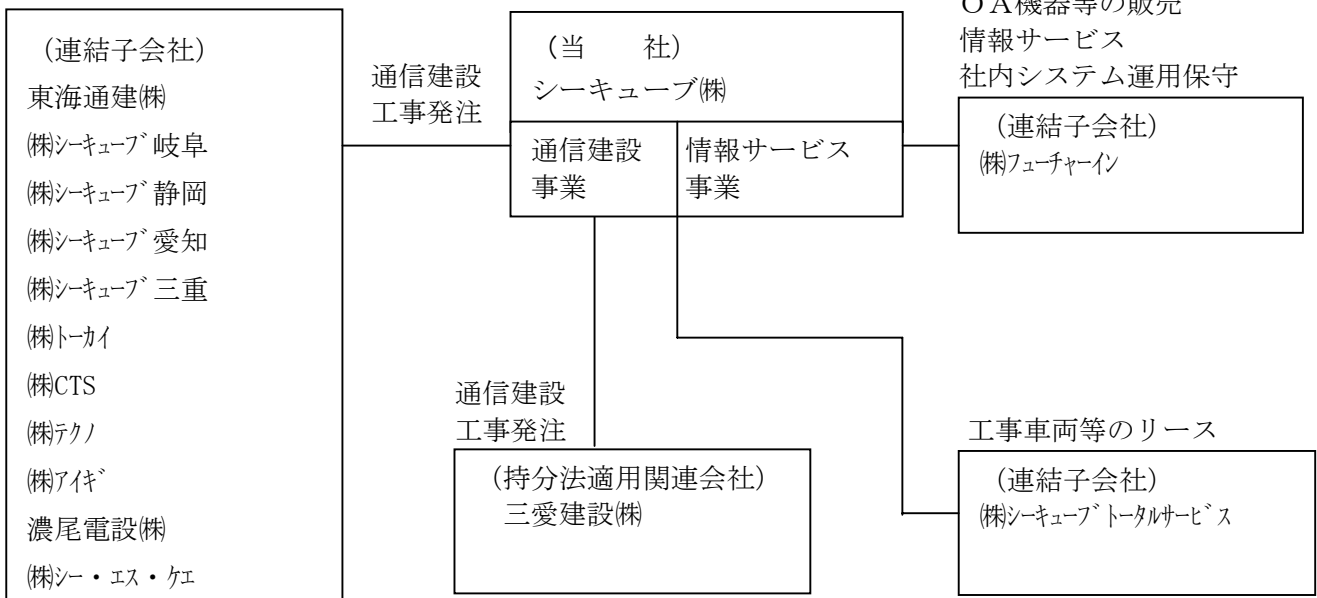 (連結子会社)
東海通建㈱
㈱ｼｰｷｭｰﾌﾞ岐阜
㈱ｼｰｷｭｰﾌﾞ静岡
㈱ｼｰｷｭｰﾌﾞ愛知
㈱ｼｰｷｭｰﾌﾞ三重
㈱ﾄｰｶｲ
㈱CTS
㈱ﾃｸﾉ
㈱ｱｲｷﾞ
濃尾電設㈱
㈱ｼｰ・ｴｽ・ｹｴ
通信建設
工事発注
(当　　社)
シーキューブ㈱
通信建設
事業
情報サービス
事業
ＯＡ機器等の販売
情報サービス
社内システム運用保守
(連結子会社)
㈱ﾌｭｰﾁｬｰｲﾝ
通信建設
工事発注
(持分法適用関連会社)
三愛建設㈱
工事車両等のリース
(連結子会社)
㈱ｼｰｷｭｰﾌﾞﾄｰﾀﾙｻｰﾋﾞｽ